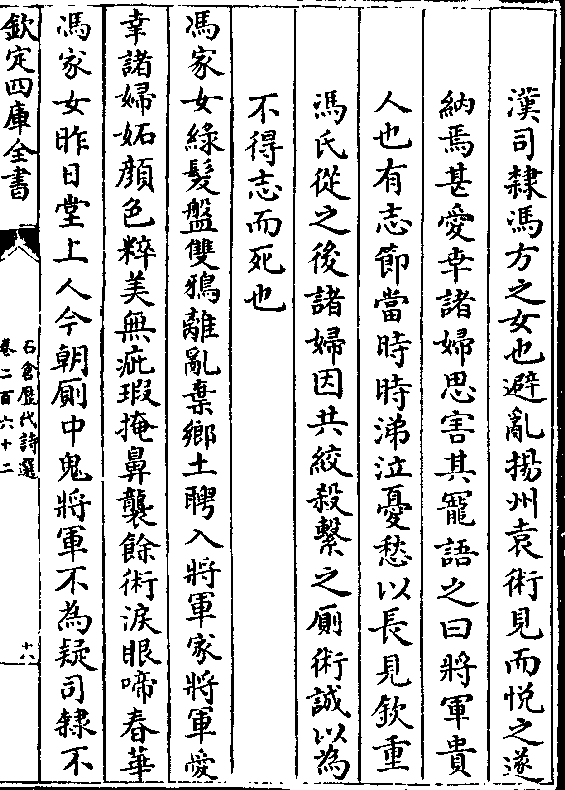 漢司隸馮方之女也避亂揚州袁術見而悦之遂
納焉甚愛幸諸婦思害其寵語之曰將軍貴
人也有志節當時時涕泣憂愁以長見欽重
馮氏從之後諸婦因共絞殺繫之厠術誠以為
不得志而死也
馮家女綠髮盤雙鴉離亂棄鄉土聘入將軍家將軍愛
幸諸婦妬顔色粹美無疵瑕掩鼻襲餘術淚眼啼春華
馮家女昨日堂上人今朝厠中鬼將軍不為疑司隸不
欽定四庫全書
石倉歷代詩選
卷二百六十二
十八